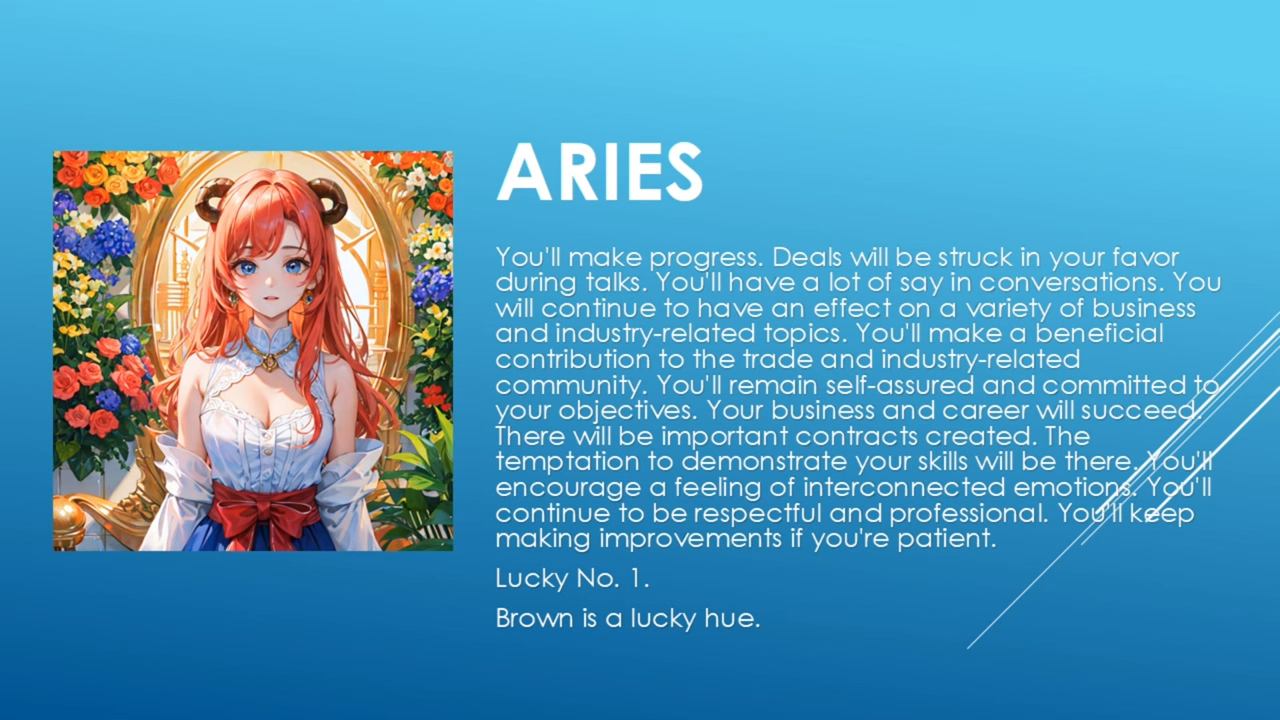 ARIES
You'll make progress. Deals will be struck in your favor
during talks. You'll have a lot of say in conversations. You
will continue to have an effect on a variety of business
and industry-related topics. You'll make a beneficial
contribution to the trade and industry-related
community. You'll remain self-assured and committed to
your objectives. Your business and career will succeed.
There will be important contracts created. The
temptation to demonstrate your skills will be there. You'll
encourage a feeling of interconnected emotions. You'll
continue to be respectful and professional. You'll keep
making improvements if you're patient.
Lucky No. 1.
Brown is a lucky hue.